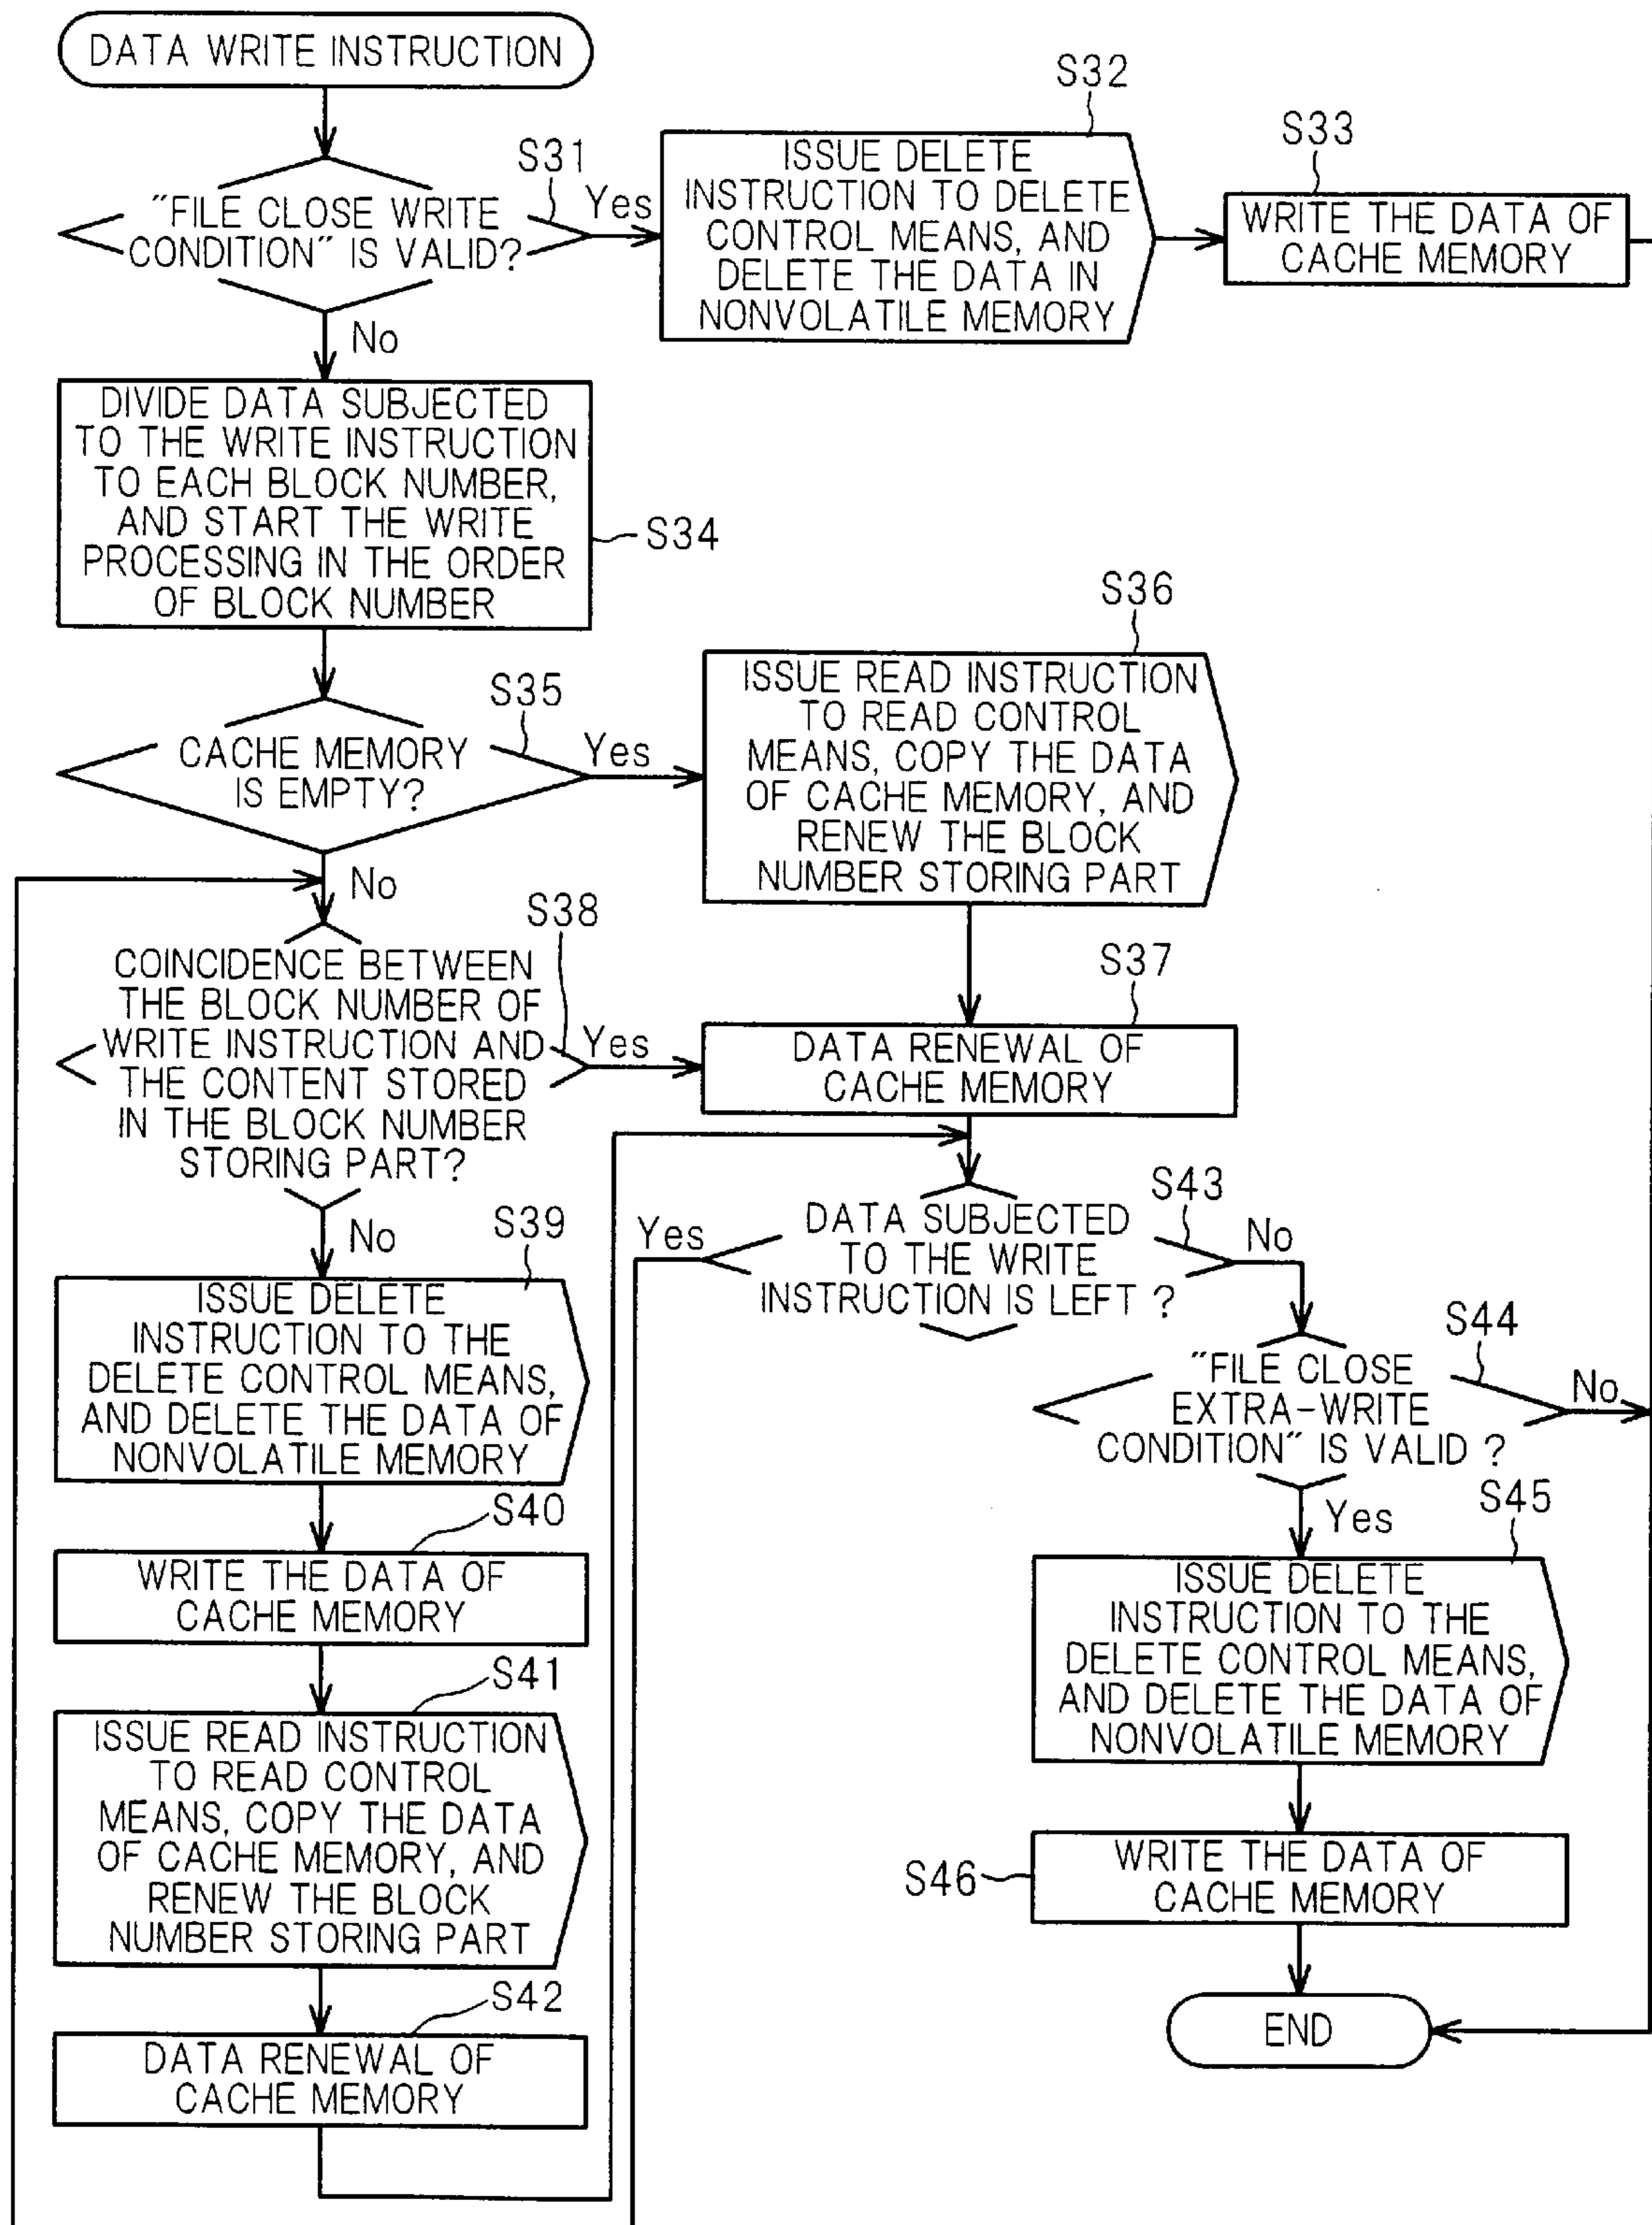 DATA WRITE INSTRUCTION
S31
"FILE CLOSE WRITE
CONDITION" IS VALID?
Yes
No
S32
ISSUE DELETE
INSTRUCTION TO DELETE
CONTROL MEANS, AND
DELETE THE DATA IN
NONVOLATILE MEMORY
S33
WRITE THE DATA OF
CACHE MEMORY
DIVIDE DATA SUBJECTED
TO THE WRITE INSTRUCTION
TO EACH BLOCK NUMBER,
AND START THE WRITE
PROCESSING IN THE ORDER
OF BLOCK NUMBER
S34
S35
CACHE MEMORY
IS EMPTY?
Yes
No
S36
ISSUE READ INSTRUCTION
TO READ CONTROL
MEANS, COPY THE DATA
OF CACHE MEMORY, AND
RENEW THE BLOCK
NUMBER STORING PART
S38
COINCIDENCE BETWEEN
THE BLOCK NUMBER OF
WRITE INSTRUCTION AND
THE CONTENT STORED
IN THE BLOCK NUMBER
STORING PART?
Yes
No
S37
DATA RENEWAL OF
CACHE MEMORY
S39
ISSUE DELETE
INSTRUCTION TO THE
DELETE CONTROL MEANS,
AND DELETE THE DATA OF
NONVOLATILE MEMORY
S40
WRITE THE DATA OF
CACHE MEMORY
S41
ISSUE READ INSTRUCTION
TO READ CONTROL
MEANS, COPY THE DATA
OF CACHE MEMORY, AND
RENEW THE BLOCK
NUMBER STORING PART
S42
DATA RENEWAL OF
CACHE MEMORY
S43
Yes
DATA SUBJECTED
TO THE WRITE
INSTRUCTION IS LEFT ?
No
S44
"FILE CLOSE
EXTRA-WRITE
CONDITION" IS VALID ?
No
Yes
S45
ISSUE DELETE
INSTRUCTION TO THE
DELETE CONTROL MEANS,
AND DELETE THE DATA OF
NONVOLATILE MEMORY
S46
WRITE THE DATA OF
CACHE MEMORY
END